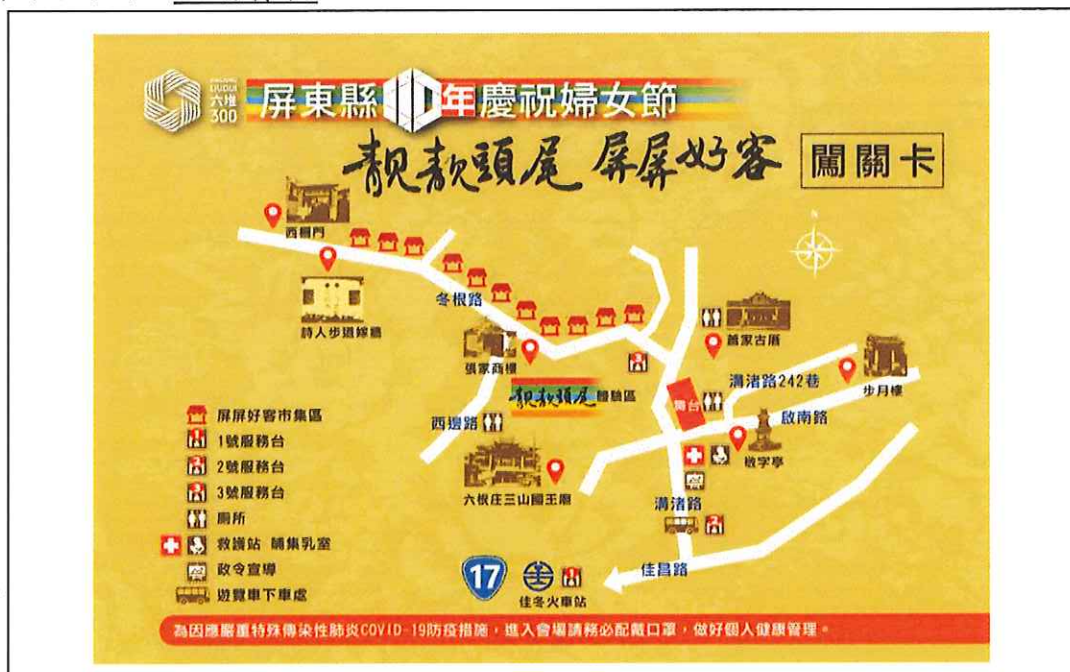 LIUDUI
六堆
300
屏東縣110年慶祝婦女節
靚靚頭尾 屏屏好客
闖關卡
N
西柵門
詩人步道嫁牆
冬根路
張家商樓
3
蕭家古厝
溝渚路242巷
步月樓
靚靚頭尾 體驗區
舞台
啟南路
西邊路
敬字亭
六根庄三山國王廟
溝渚路
2
佳昌路
17
1
佳冬火車站
屏屏好客市集區
1 1號服務台
2 2號服務台
3 3號服務台
廁所
救護站 哺集乳室
政令宣導
遊覽車下車處
為因應嚴重特殊傳染性肺炎COVID-19防疫措施，進入會場請務必配戴口罩，做好個人健康管理。